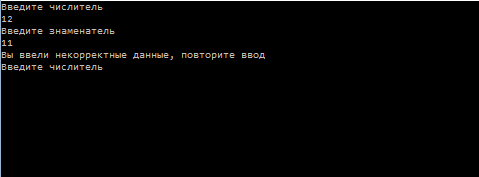 Введите числитель
12
Введите знаменатель
11
Вы ввели некорректные данные, повторите ввод
Введите числитель